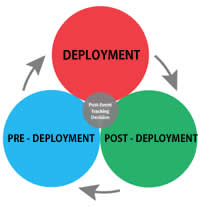 DEPLOYMENT
Post-Event
Tracking
Decision
PRE - DEPLOYMENT
POST - DEPLOYMENT